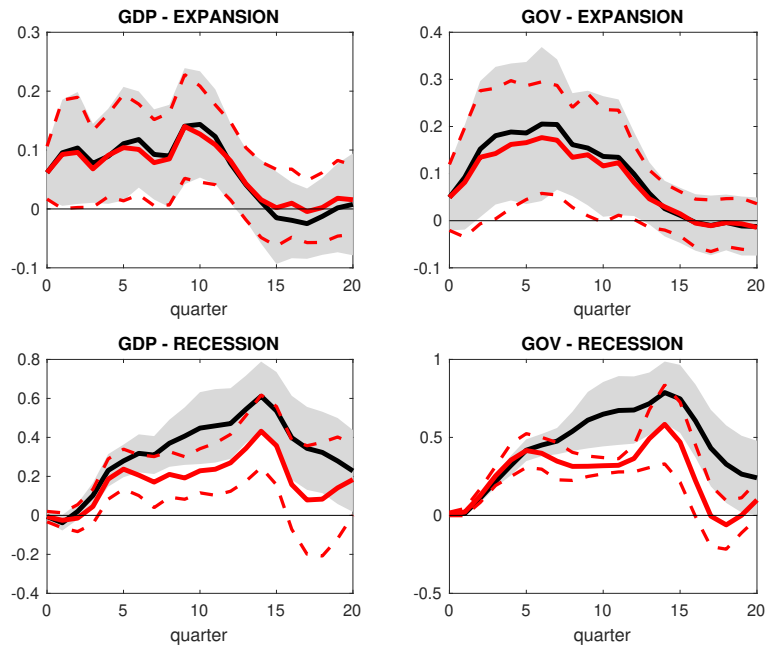 GDP - EXPANSION
0.3
0.2
0.1
0
-0.1
0 5 10 15 20
quarter
GOV - EXPANSION
0.4
0.3
0.2
0.1
0
-0.1
0 5 10 15 20
quarter
GDP - RECESSION
0.8
0.6
0.4
0.2
0
-0.2
-0.4
0 5 10 15 20
quarter
GOV - RECESSION
1
0.5
0
-0.5
0 5 10 15 20
quarter